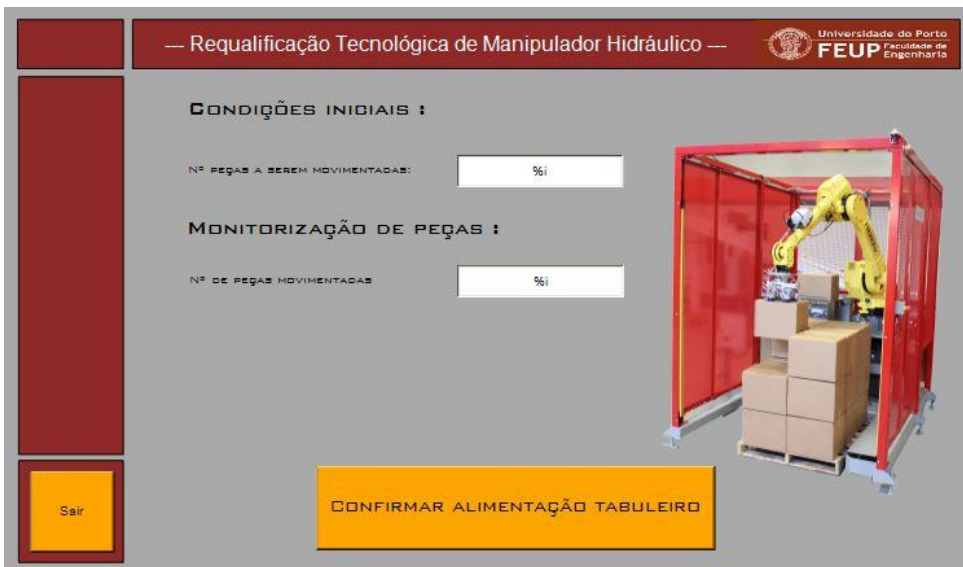 --- Requalificação Tecnológica de Manipulador Hidráulico ---
Universidade do Porto
FEUP Faculdade de Engenharia
Condições iniciais :
Nº peças a serem movimentadas: %i
Monitorização de peças :
Nº de peças movimentadas %i
Sair
Confirmar alimentação tabuleiro